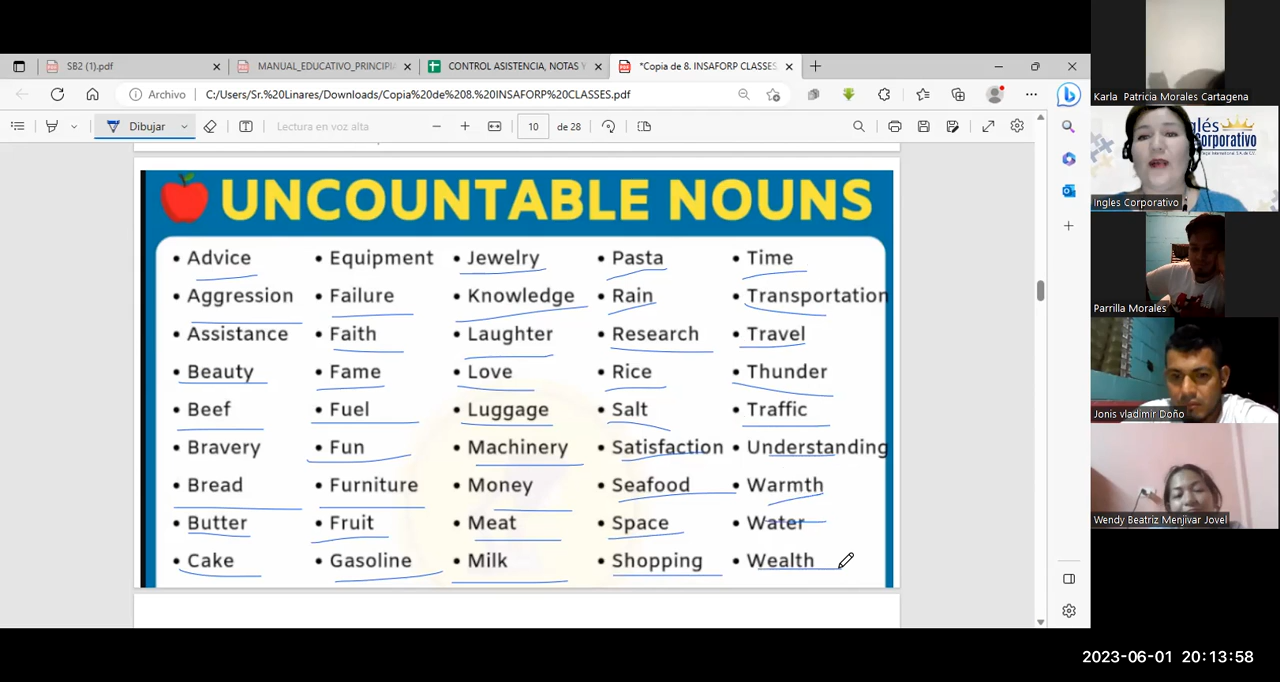 SB2 (1).pdf
MANUAL_EDUCATIVO_PRINCIPI
CONTROL ASISTENCIA, NOTAS Y
*Copia de 8. INSAFORP CLASSES.
Archivo
C:/Users/Sr.%20Linares/Downloads/Copia%20de%208.%20INSAFORP%20CLASSES.pdf
Dibujar
Lectura en voz alta
10
de 28
UNCOUNTABLE NOUNS
• Advice • Equipment • Jewelry • Pasta • Time
• Aggression • Failure • Knowledge • Rain • Transportation
• Assistance • Faith • Laughter • Research • Travel
• Beauty • Fame • Love • Rice • Thunder
• Beef • Fuel • Luggage • Salt • Traffic
• Bravery • Fun • Machinery • Satisfaction • Understanding
• Bread • Furniture • Money • Seafood • Warmth
• Butter • Fruit • Meat • Space • Water
• Cake • Gasoline • Milk • Shopping • Wealth
Karla Patricia Morales Cartagena
Corporativo
Ingles Corporativo
Parrilla Morales
Jonis vladimir Doño
Wendy Beatriz Menjivar Jovel
2023-06-01 20:13:58